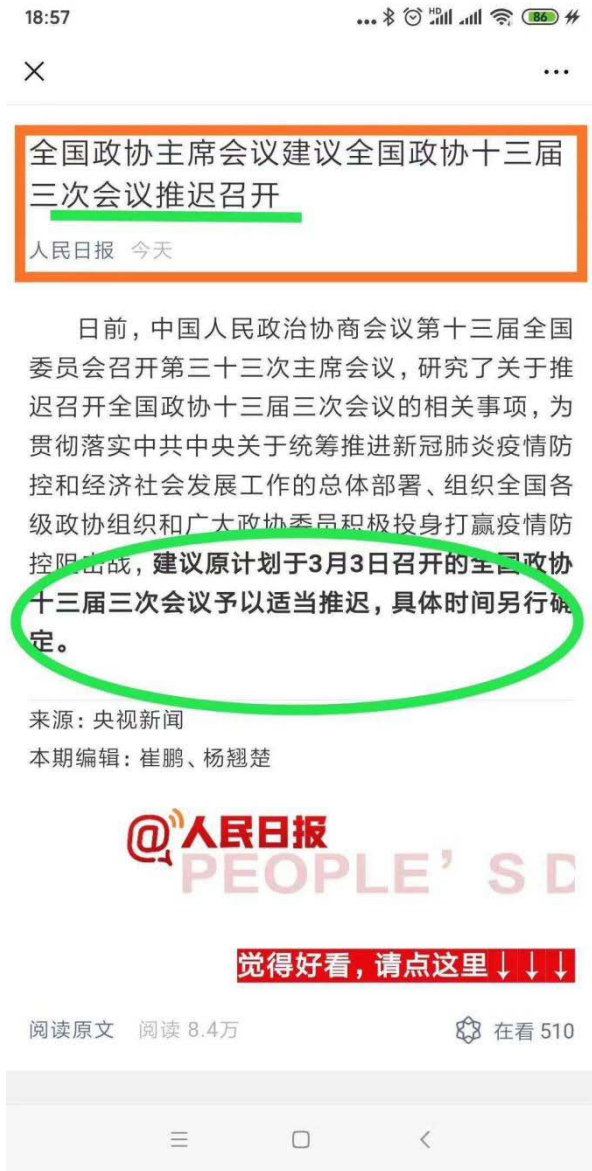 18:57
HD
86
全国政协主席会议建议全国政协十三届
三次会议推迟召开
人民日报 今天
日前，中国人民政治协商会议第十三届全国
委员会召开第三十三次主席会议，研究了关于推
迟召开全国政协十三届三次会议的相关事项，为
贯彻落实中共中央关于统筹推进新冠肺炎疫情防
控和经济社会发展工作的总体部署、组织全国各
级政协组织和广大政协委员积极投身打赢疫情防
控阻击战，建议原计划于3月3日召开的全国政协
十三届三次会议予以适当推迟，具体时间另行确
定。
来源：央视新闻
本期编辑：崔鹏、杨翘楚
@人民日报
PEOPLE'S D
觉得好看，请点这里↓↓↓
阅读原文 阅读 8.4万 在看 510